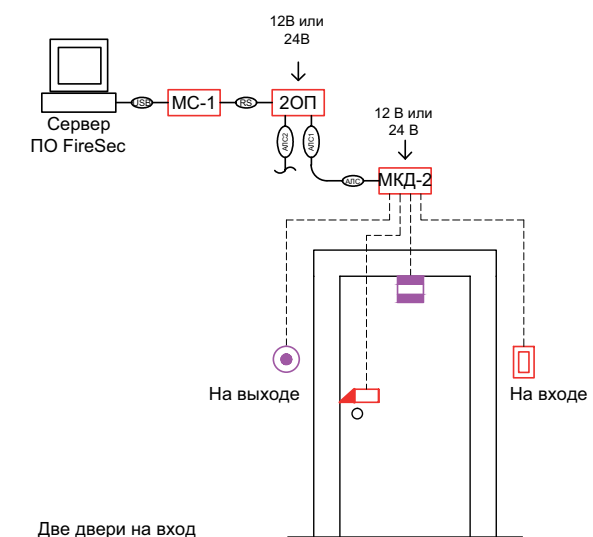 12В или
24В
USB
МС-1
RS
2ОП
Сервер
ПО FireSec
АЛС2
АЛС1
12 В или
24 В
АЛС
МКД-2
На выходе
На входе
Две двери на вход